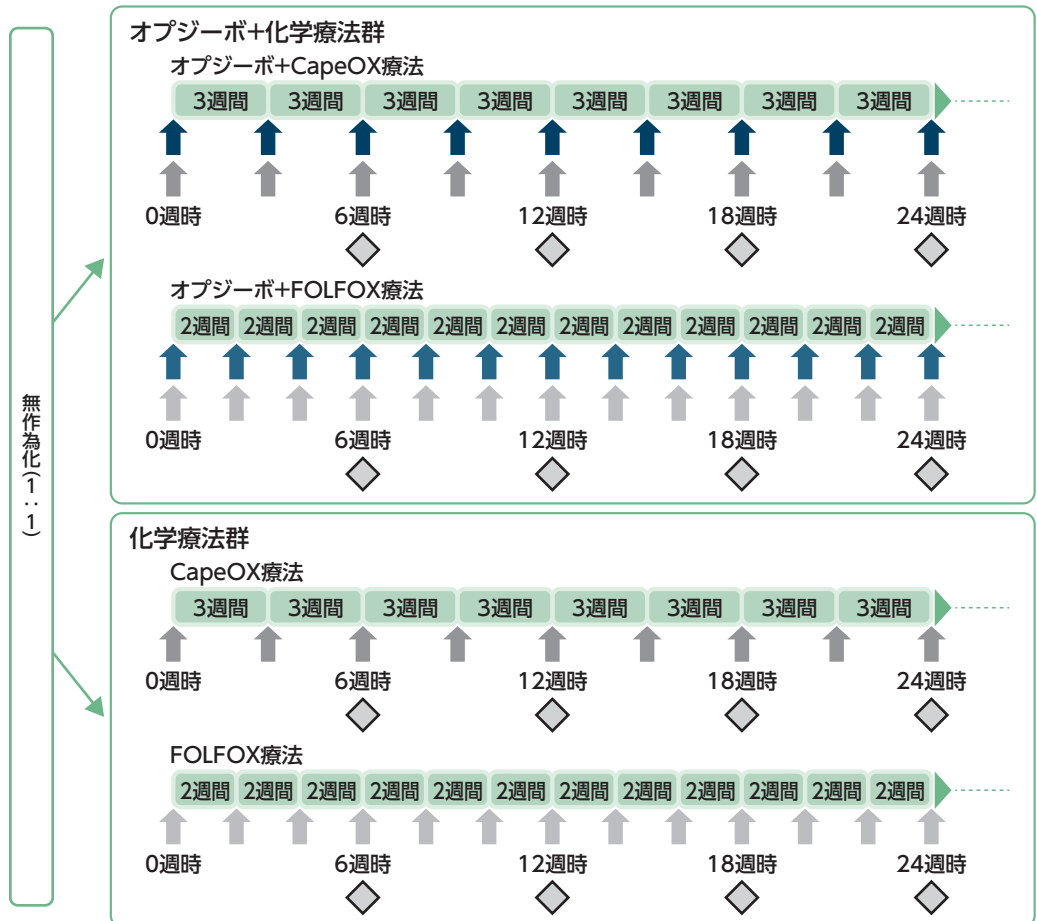 無作為化(1:1)
オプジーボ+化学療法群
オプジーボ+CapeOX療法
3週間 3週間 3週間 3週間 3週間 3週間 3週間 3週間
0週時 6週時 12週時 18週時 24週時
オプジーボ+FOLFOX療法
2週間 2週間 2週間 2週間 2週間 2週間 2週間 2週間 2週間 2週間 2週間 2週間
0週時 6週時 12週時 18週時 24週時
化学療法群
CapeOX療法
3週間 3週間 3週間 3週間 3週間 3週間 3週間 3週間
0週時 6週時 12週時 18週時 24週時
FOLFOX療法
2週間 2週間 2週間 2週間 2週間 2週間 2週間 2週間 2週間 2週間 2週間 2週間
0週時 6週時 12週時 18週時 24週時